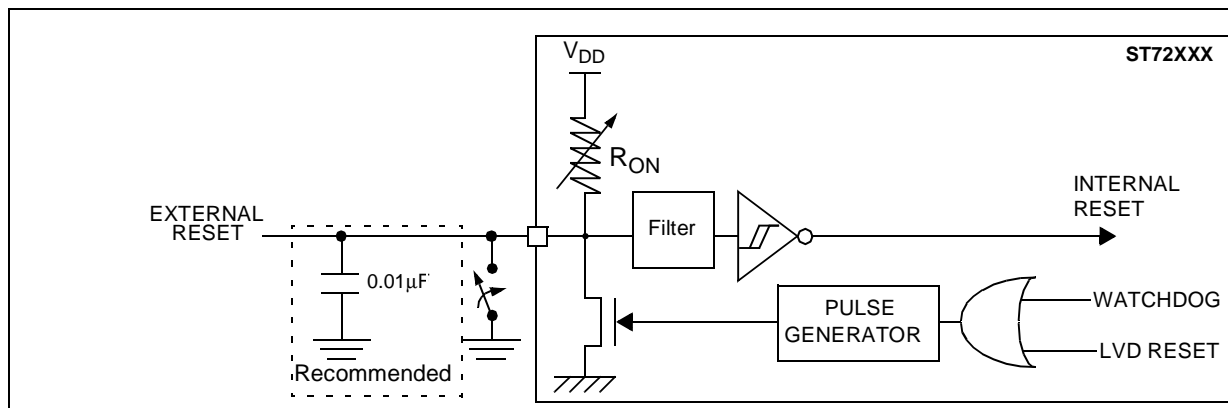 V_DD
ST72XXX
R_ON
EXTERNAL
RESET
0.01µF
Recommended
Filter
INTERNAL
RESET
PULSE
GENERATOR
WATCHDOG
LVD RESET